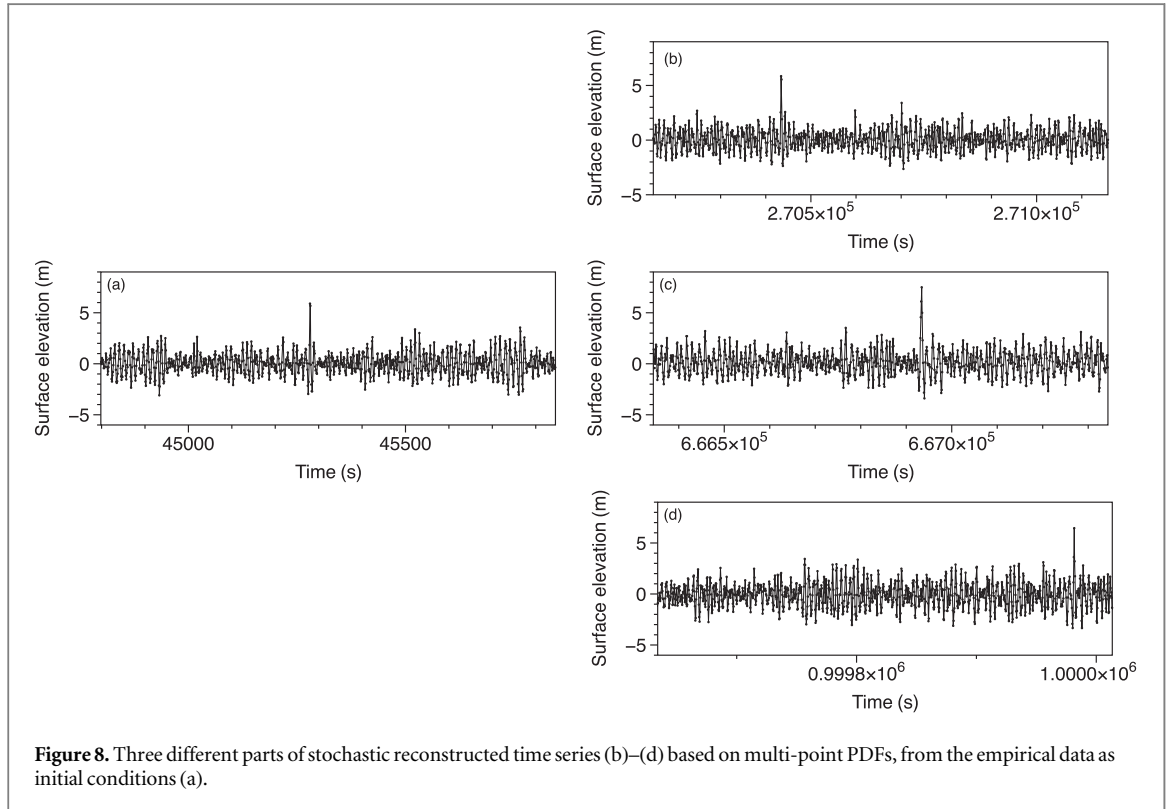 (b)
Surface elevation (m)
5
0
−5
2.705×10⁵
2.710×10⁵
Time (s)
(a)
Surface elevation (m)
5
0
−5
45000
45500
Time (s)
(c)
Surface elevation (m)
5
0
−5
6.665×10⁵
6.670×10⁵
Time (s)
(d)
Surface elevation (m)
5
0
−5
0.9998×10⁶
1.0000×10⁶
Time (s)
Figure 8. Three different parts of stochastic reconstructed time series (b)–(d) based on multi-point PDFs, from the empirical data as
initial conditions (a).